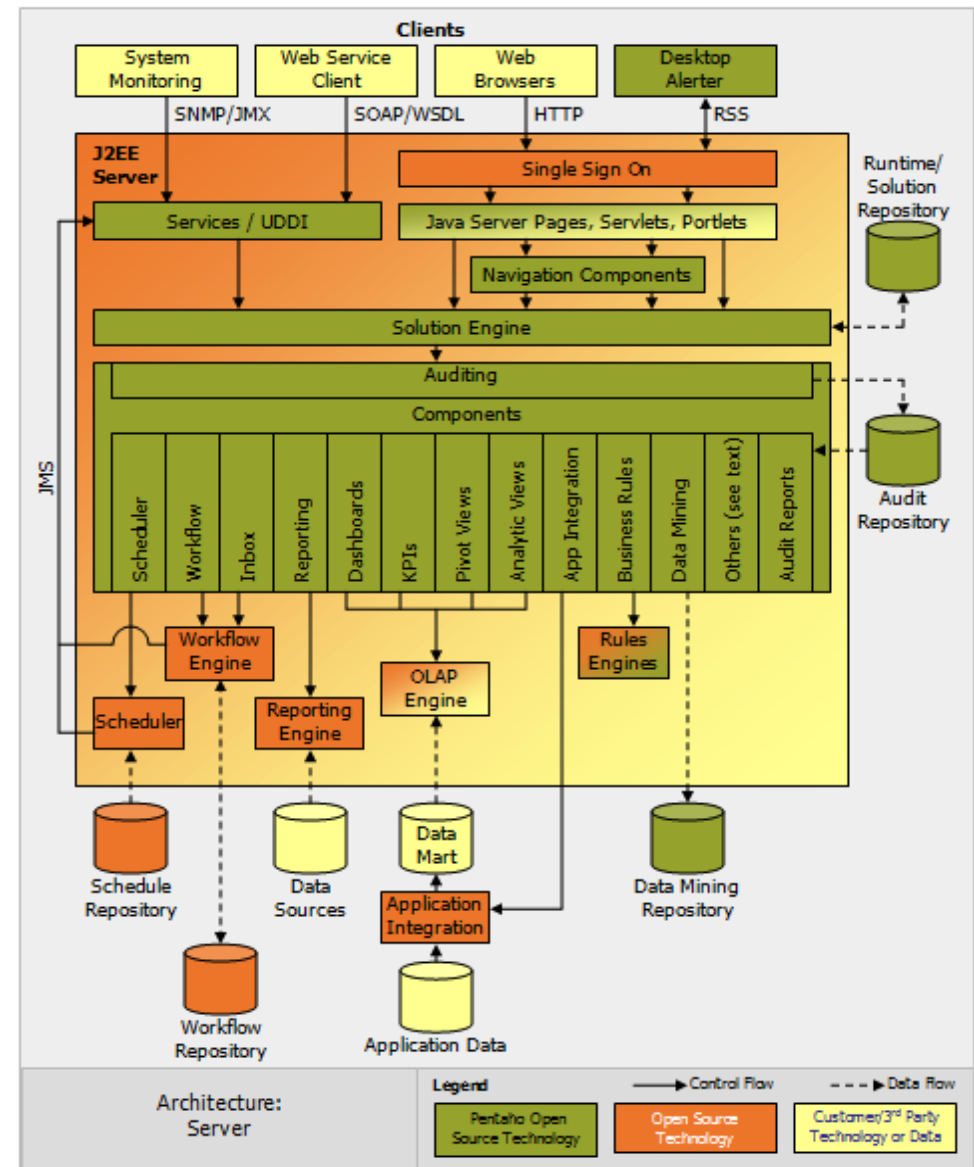 Clients
System
Monitoring
Web Service
Client
Web
Browsers
Desktop
Alerter
SNMP/JMX
SOAP/WSDL
HTTP
RSS
J2EE
Server
Single Sign On
Runtime/
Solution
Repository
Services / UDDI
Java Server Pages, Servlets, Portlets
Navigation Components
Solution Engine
Auditing
Components
JMS
Scheduler
Workflow
Inbox
Reporting
Dashboards
KPIs
Pivot Views
Analytic Views
App Integration
Business Rules
Data Mining
Others (see text)
Audit Reports
Audit
Repository
Workflow
Engine
Rules
Engines
OLAP
Engine
Scheduler
Reporting
Engine
Schedule
Repository
Data
Sources
Data
Mart
Data Mining
Repository
Application
Integration
Workflow
Repository
Application Data
Architecture:
Server
Legend
Control Flow
Data Flow
Pentaho Open
Source Technology
Open Source
Technology
Customer/3rd Party
Technology or Data